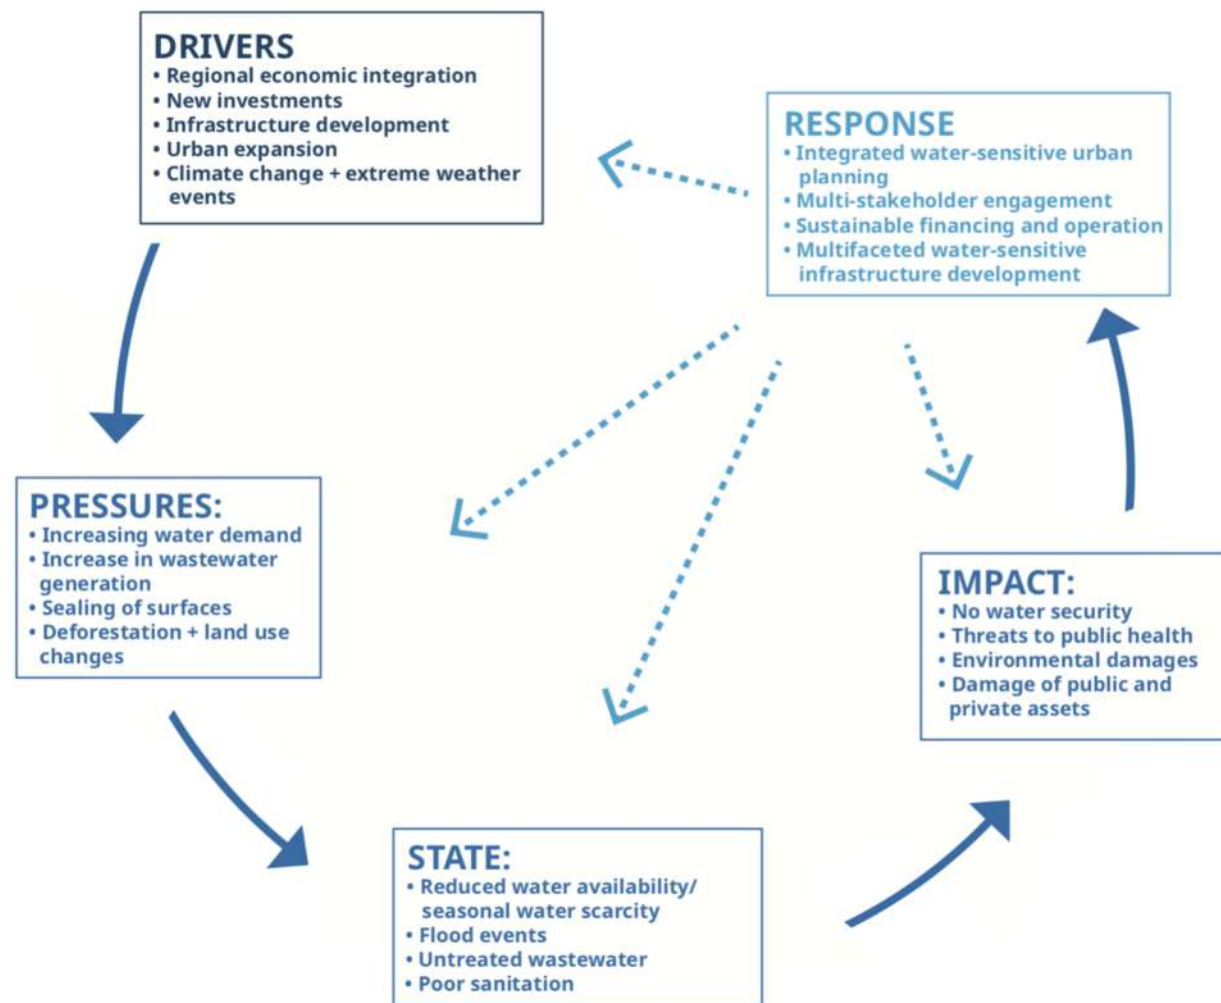 DRIVERS
• Regional economic integration
• New investments
• Infrastructure development
• Urban expansion
• Climate change + extreme weather
events
RESPONSE
• Integrated water-sensitive urban
planning
• Multi-stakeholder engagement
• Sustainable financing and operation
• Multifaceted water-sensitive
infrastructure development
PRESSURES:
• Increasing water demand
• Increase in wastewater
generation
• Sealing of surfaces
• Deforestation + land use
changes
IMPACT:
• No water security
• Threats to public health
• Environmental damages
• Damage of public and
private assets
STATE:
• Reduced water availability/
seasonal water scarcity
• Flood events
• Untreated wastewater
• Poor sanitation